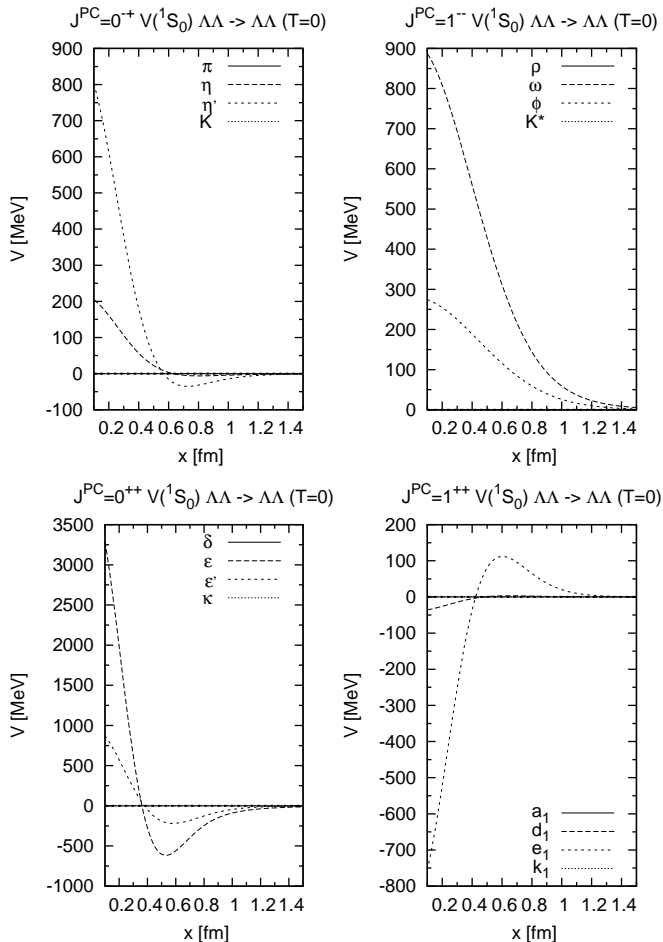 J^PC=0^-+ V(^1S_0) ΛΛ -> ΛΛ (T=0)
900
800
700
600
500
400
300
200
100
0
-100
V [MeV]
π
η
η'
K
0.2 0.4 0.6 0.8 1 1.2 1.4
x [fm]
J^PC=1^-- V(^1S_0) ΛΛ -> ΛΛ (T=0)
900
800
700
600
500
400
300
200
100
0
V [MeV]
ρ
ω
φ
K*
0.2 0.4 0.6 0.8 1 1.2 1.4
x [fm]
J^PC=0^++ V(^1S_0) ΛΛ -> ΛΛ (T=0)
3500
3000
2500
2000
1500
1000
500
0
-500
-1000
V [MeV]
δ
ε
ε'
κ
0.2 0.4 0.6 0.8 1 1.2 1.4
x [fm]
J^PC=1^++ V(^1S_0) ΛΛ -> ΛΛ (T=0)
200
100
0
-100
-200
-300
-400
-500
-600
-700
-800
V [MeV]
a_1
d_1
e_1
k_1
0.2 0.4 0.6 0.8 1 1.2 1.4
x [fm]